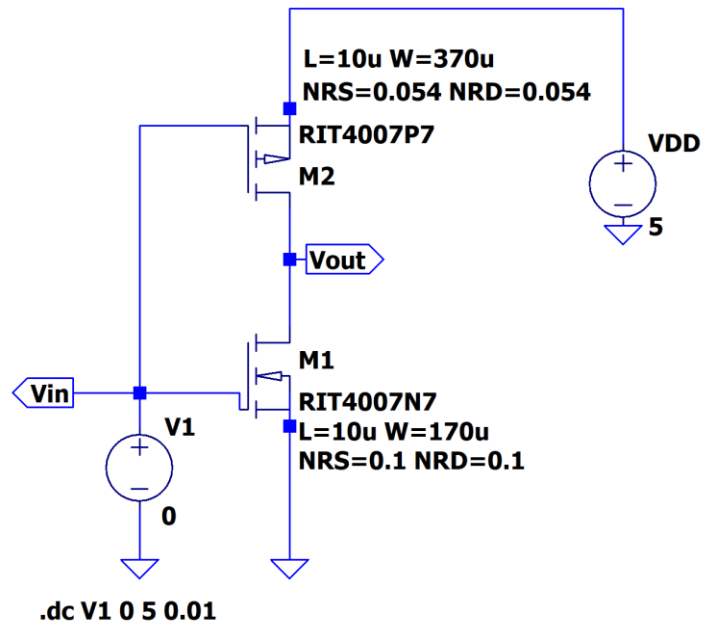 L=10u W=370u
NRS=0.054 NRD=0.054
RIT4007P7
M2
VDD
5
Vout
M1
RIT4007N7
L=10u W=170u
NRS=0.1 NRD=0.1
Vin
V1
0
.dc V1 0 5 0.01